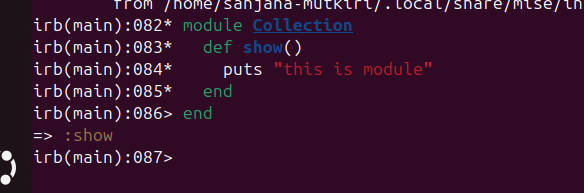 from /home/sanjana-mutkiri/.local/share/mise/in
irb(main):082* module Collection
irb(main):083*   def show()
irb(main):084*     puts "this is module"
irb(main):085*   end
irb(main):086> end
=> :show
irb(main):087>